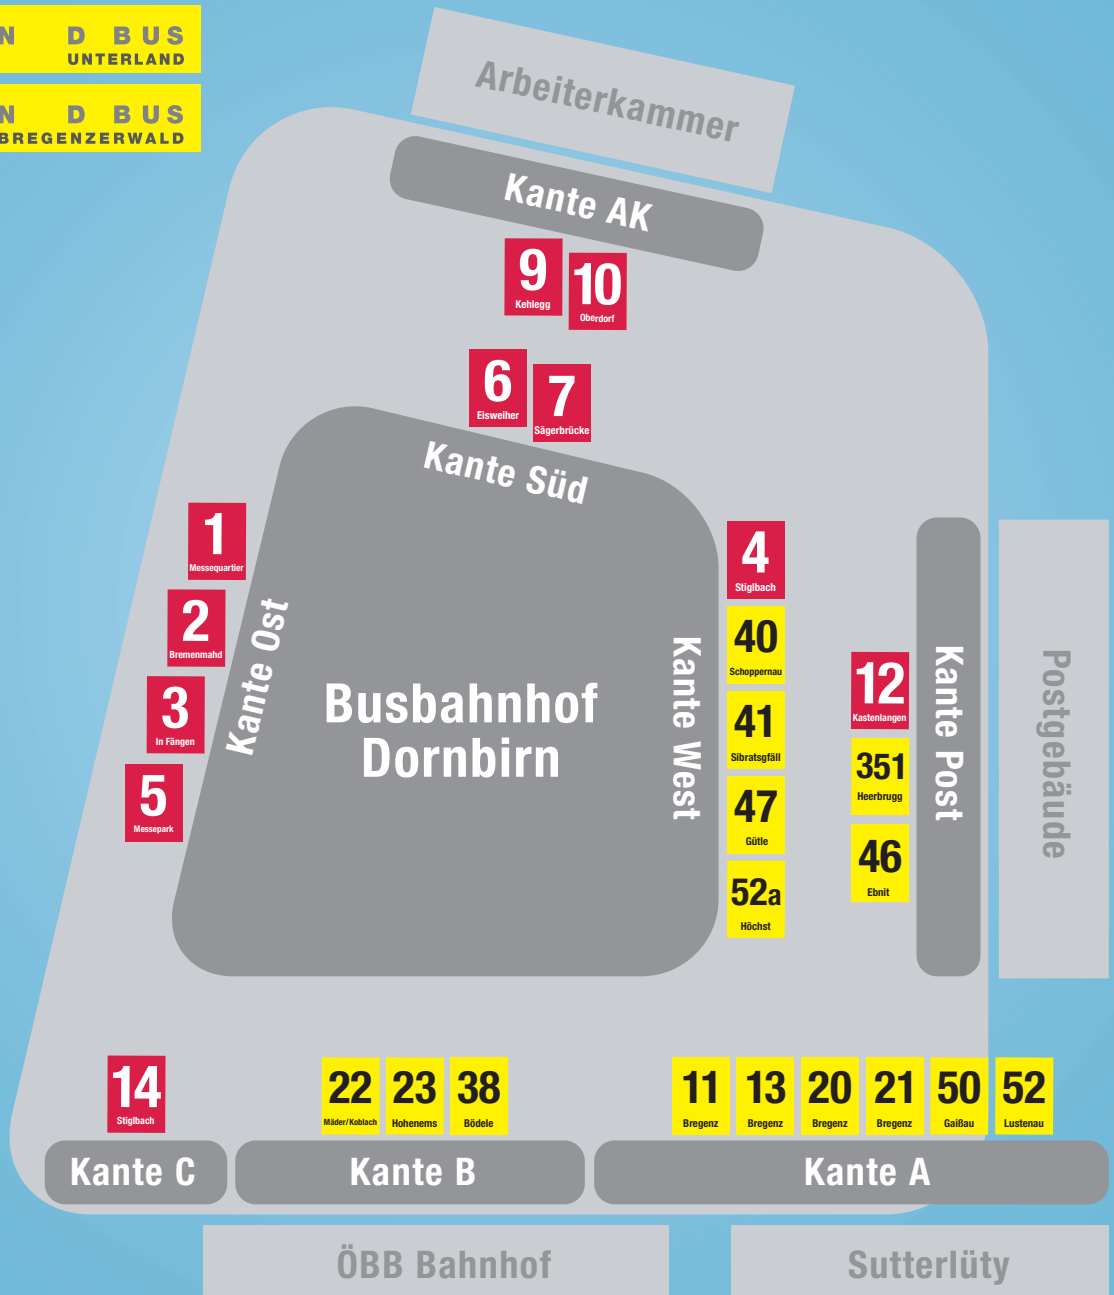 N D BUS
UNTERLAND
N D BUS
BREGENZERWALD
Arbeiterkammer
Kante AK
9
Kehlegg
10
Oberdorf
6
Eisweiher
7
Sägerbrücke
Kante Süd
1
Messequartier
2
Bremenmahd
3
In Fängen
5
Messepark
Kante Ost
Busbahnhof
Dornbirn
Kante West
4
Stiglbach
40
Schoppernau
41
Sibratsgfäll
47
Gütle
52a
Höchst
12
Kastenlangen
351
Heerbrugg
46
Ebnit
Kante Post
Postgebäude
14
Stiglbach
22
Mäder/Koblach
23
Hohenems
38
Bödele
11
Bregenz
13
Bregenz
20
Bregenz
21
Bregenz
50
Gaißau
52
Lustenau
Kante C
Kante B
Kante A
ÖBB Bahnhof
Sutterlüty